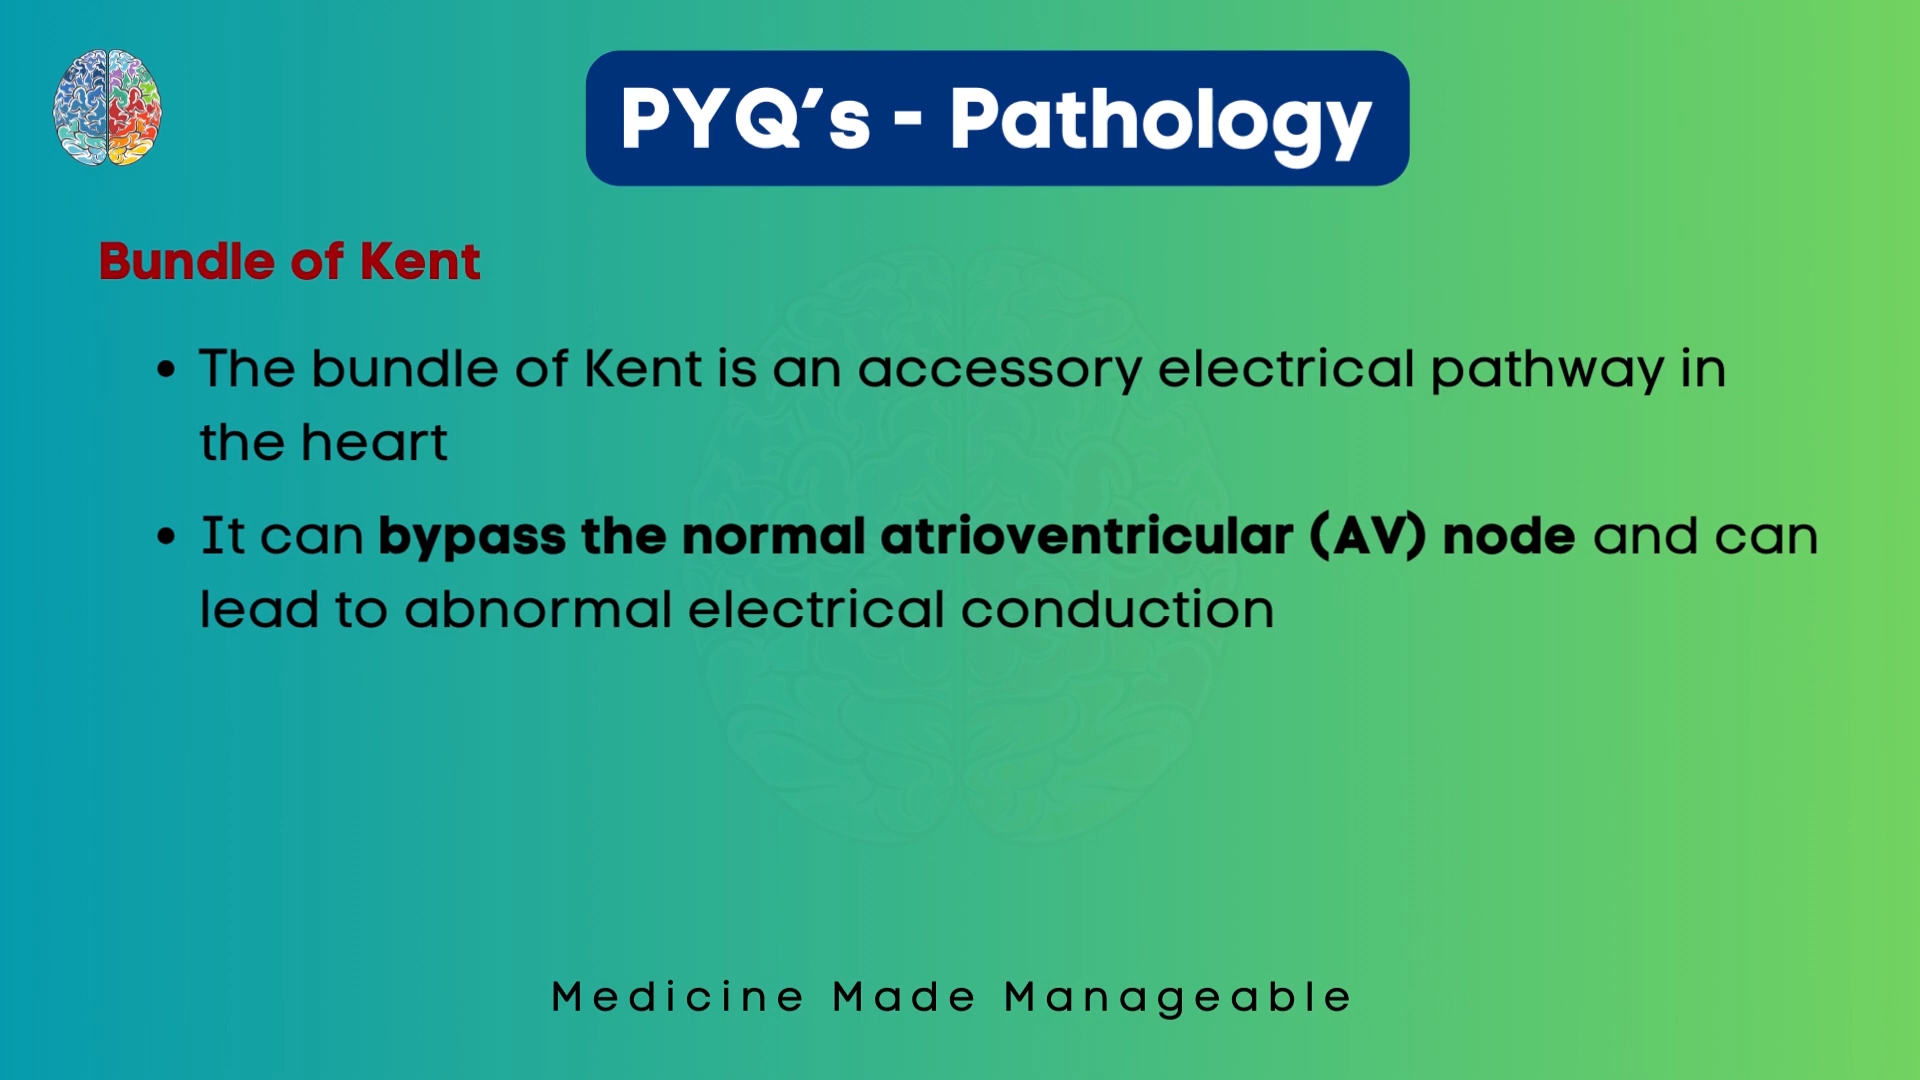 PYQ’s - Pathology
Bundle of Kent
• The bundle of Kent is an accessory electrical pathway in
the heart
• It can bypass the normal atrioventricular (AV) node and can
lead to abnormal electrical conduction
Medicine Made Manageable